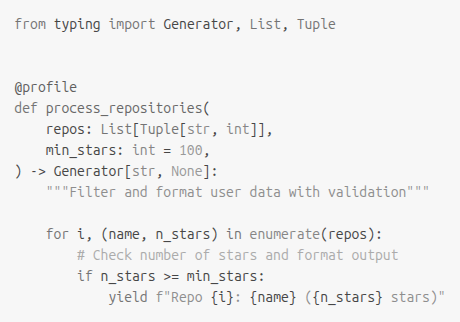 from typing import Generator, List, Tuple
@profile
def process_repositories(
    repos: List[Tuple[str, int]],
    min_stars: int = 100,
) -> Generator[str, None]:
    """Filter and format user data with validation"""
    for i, (name, n_stars) in enumerate(repos):
        # Check number of stars and format output
        if n_stars >= min_stars:
            yield f"Repo {i}: {name} ({n_stars} stars)"